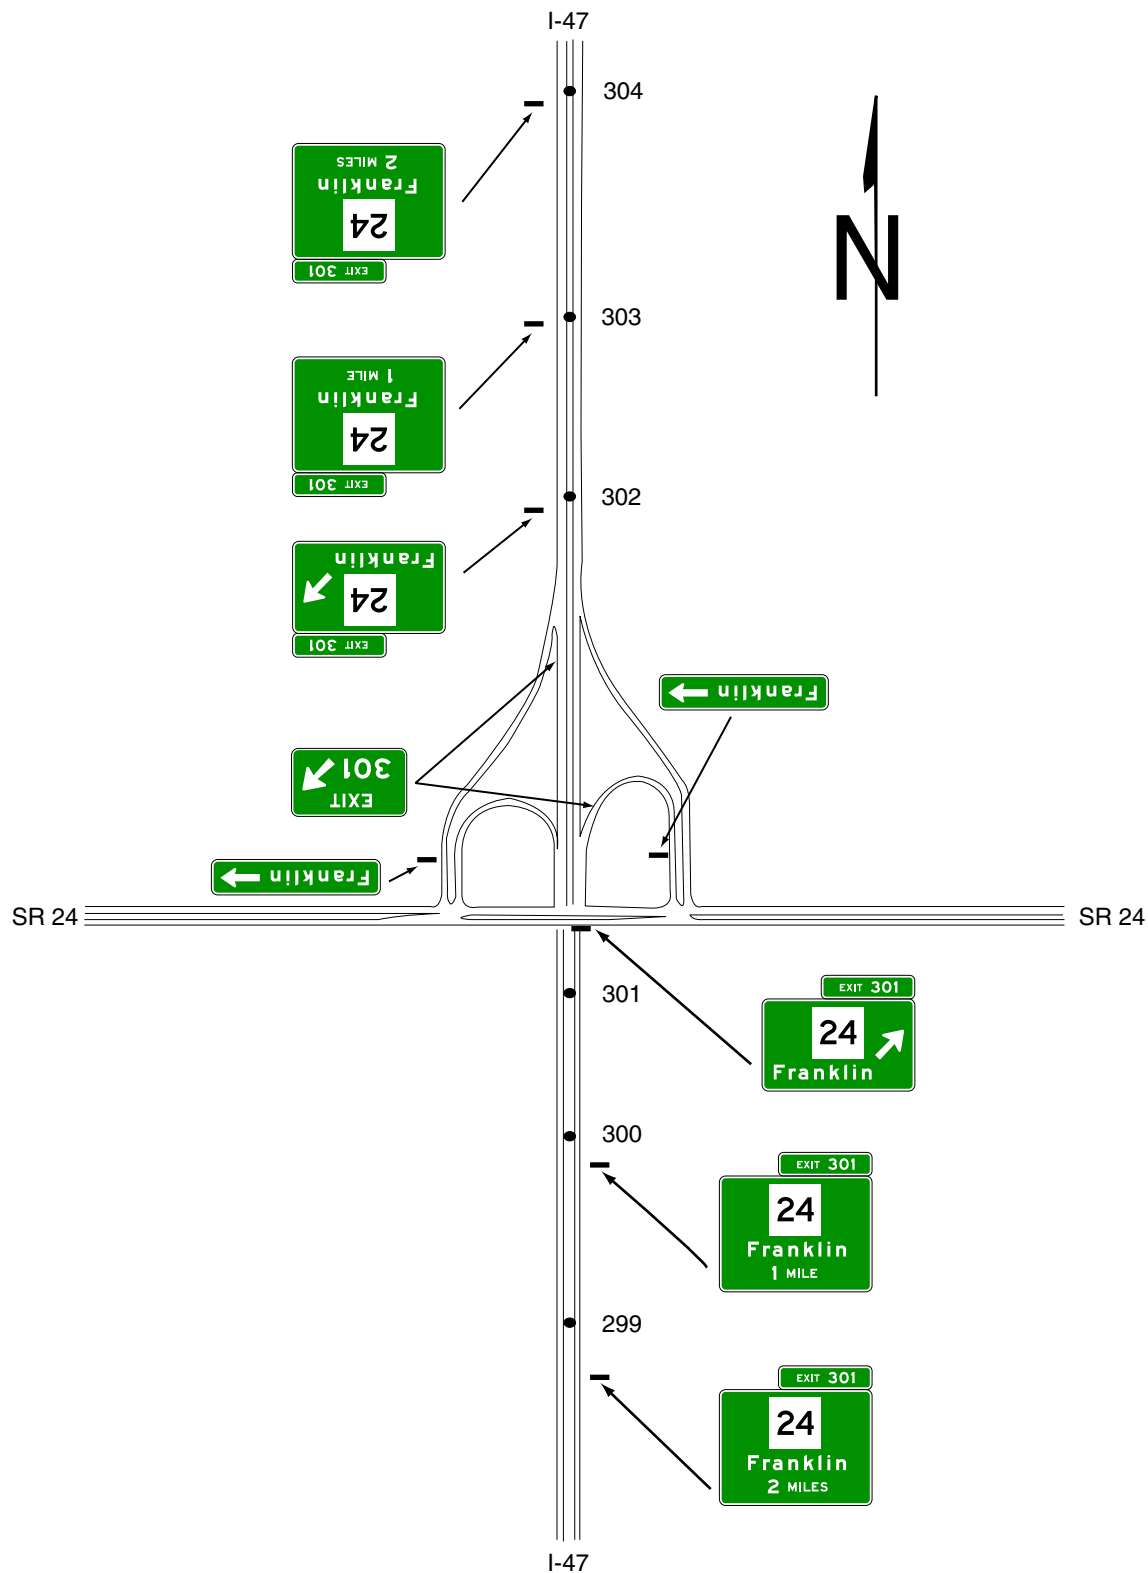 I-47
304
2 MILES
Franklin
24
EXIT 301
303
1 MILE
Franklin
24
EXIT 301
302
Franklin
24
EXIT 301
Franklin
301
EXIT
Franklin
SR 24
SR 24
N
301
EXIT 301
24
Franklin
300
EXIT 301
24
Franklin
1 MILE
299
EXIT 301
24
Franklin
2 MILES
I-47